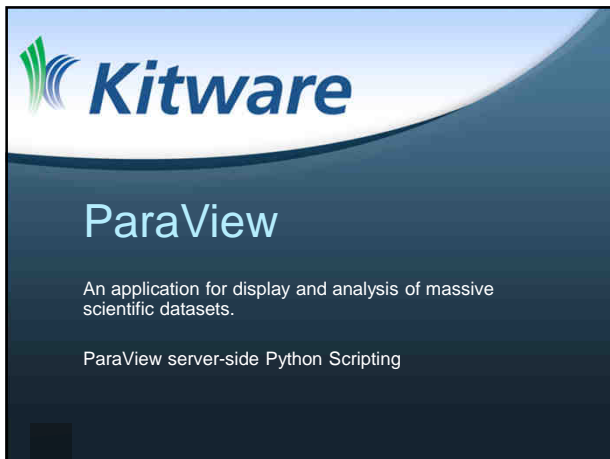 Kitware
ParaView
An application for display and analysis of massive
scientific datasets.
ParaView server-side Python Scripting